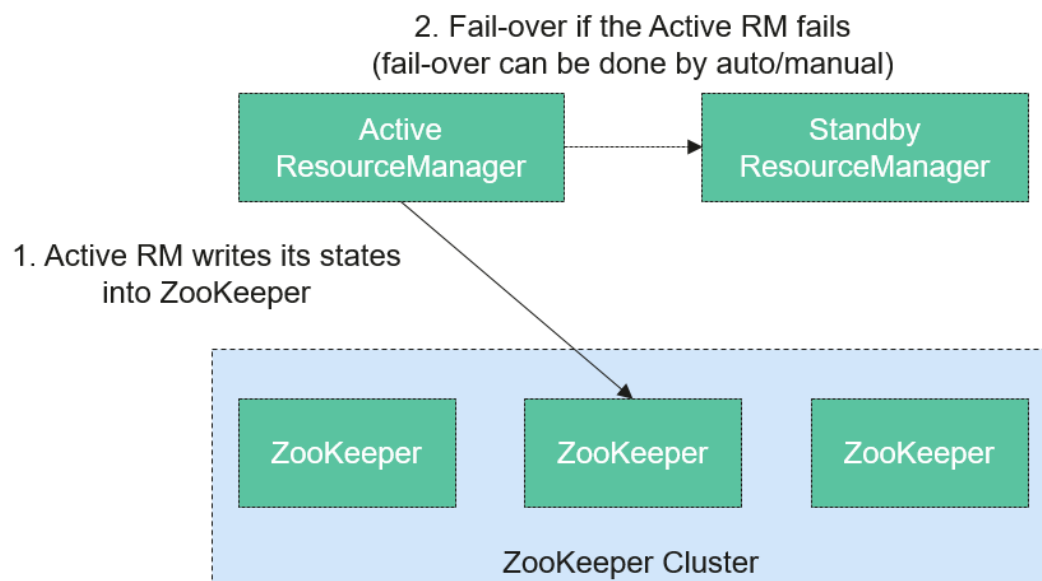 2. Fail-over if the Active RM fails
(fail-over can be done by auto/manual)
Active
ResourceManager
Standby
ResourceManager
1. Active RM writes its states
into ZooKeeper
ZooKeeper
ZooKeeper
ZooKeeper
ZooKeeper Cluster